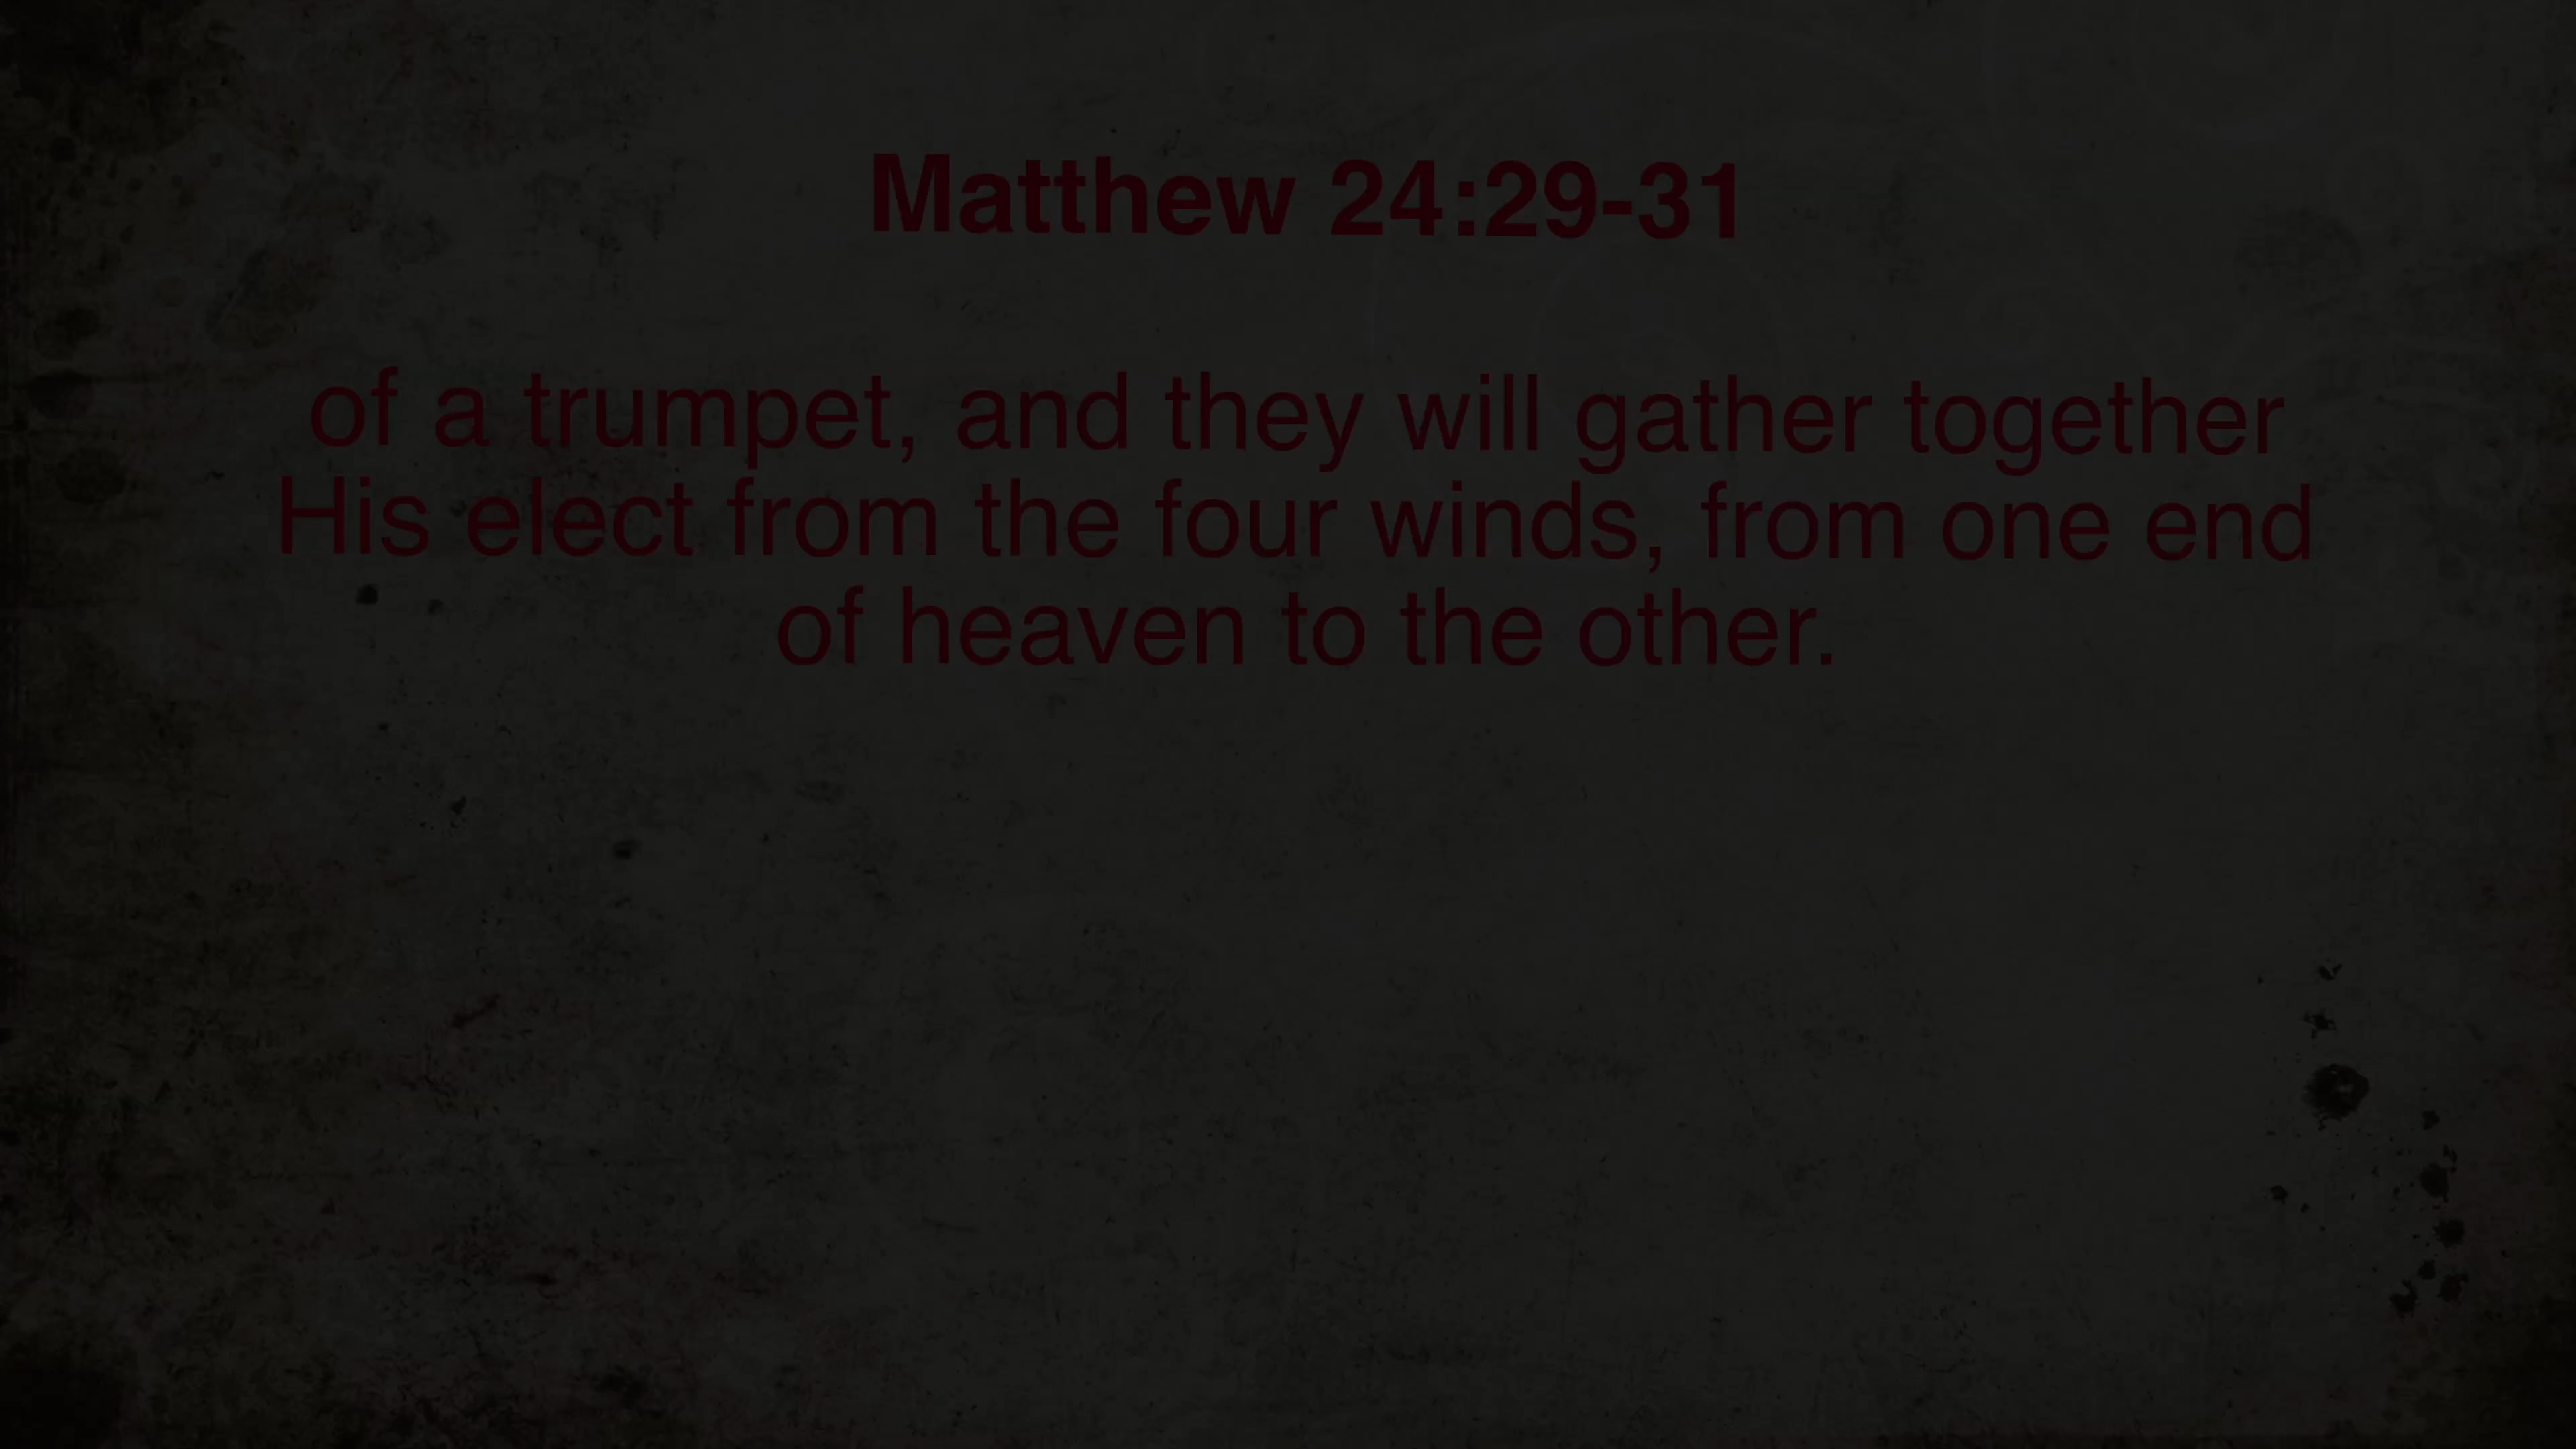 Matthew 24:29-31
of a trumpet, and they will gather together
His elect from the four winds, from one end
of heaven to the other.